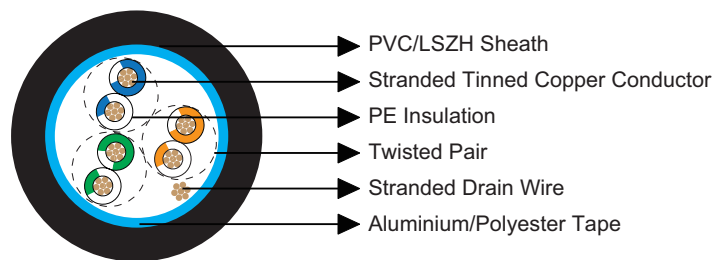 PVC/LSZH Sheath
Stranded Tinned Copper Conductor
PE Insulation
Twisted Pair
Stranded Drain Wire
Aluminium/Polyester Tape